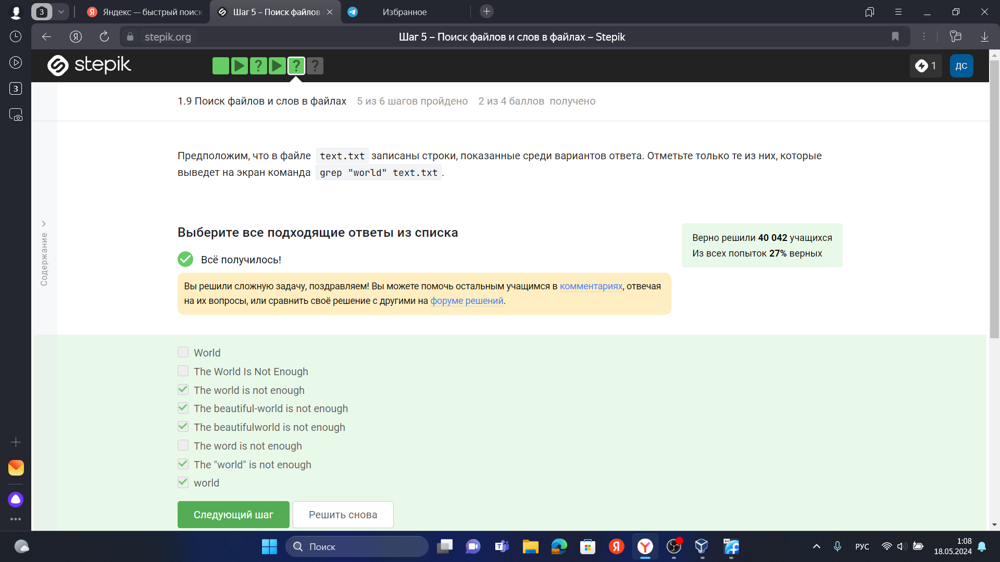 3
Яндекс — быстрый поиск
Шаг 5 – Поиск файлов
Избранное
stepik.org
Шаг 5 – Поиск файлов и слов в файлах – Stepik
3
stepik
? ? ?
1
ДС
1.9 Поиск файлов и слов в файлах 5 из 6 шагов пройдено 2 из 4 баллов получено
Предположим, что в файле text.txt записаны строки, показанные среди вариантов ответа. Отметьте только те из них, которые
выведет на экран команда grep "world" text.txt.
Содержание
Выберите все подходящие ответы из списка
Верно решили 40 042 учащихся
Из всех попыток 27% верных
Всё получилось!
Вы решили сложную задачу, поздравляем! Вы можете помочь остальным учащимся в комментариях, отвечая
на их вопросы, или сравнить своё решение с другими на форуме решений.
World
The World Is Not Enough
The world is not enough
The beautiful-world is not enough
The beautifulworld is not enough
The word is not enough
The "world" is not enough
world
Следующий шаг
Решить снова
Поиск
64
РУС
1:08
18.05.2024